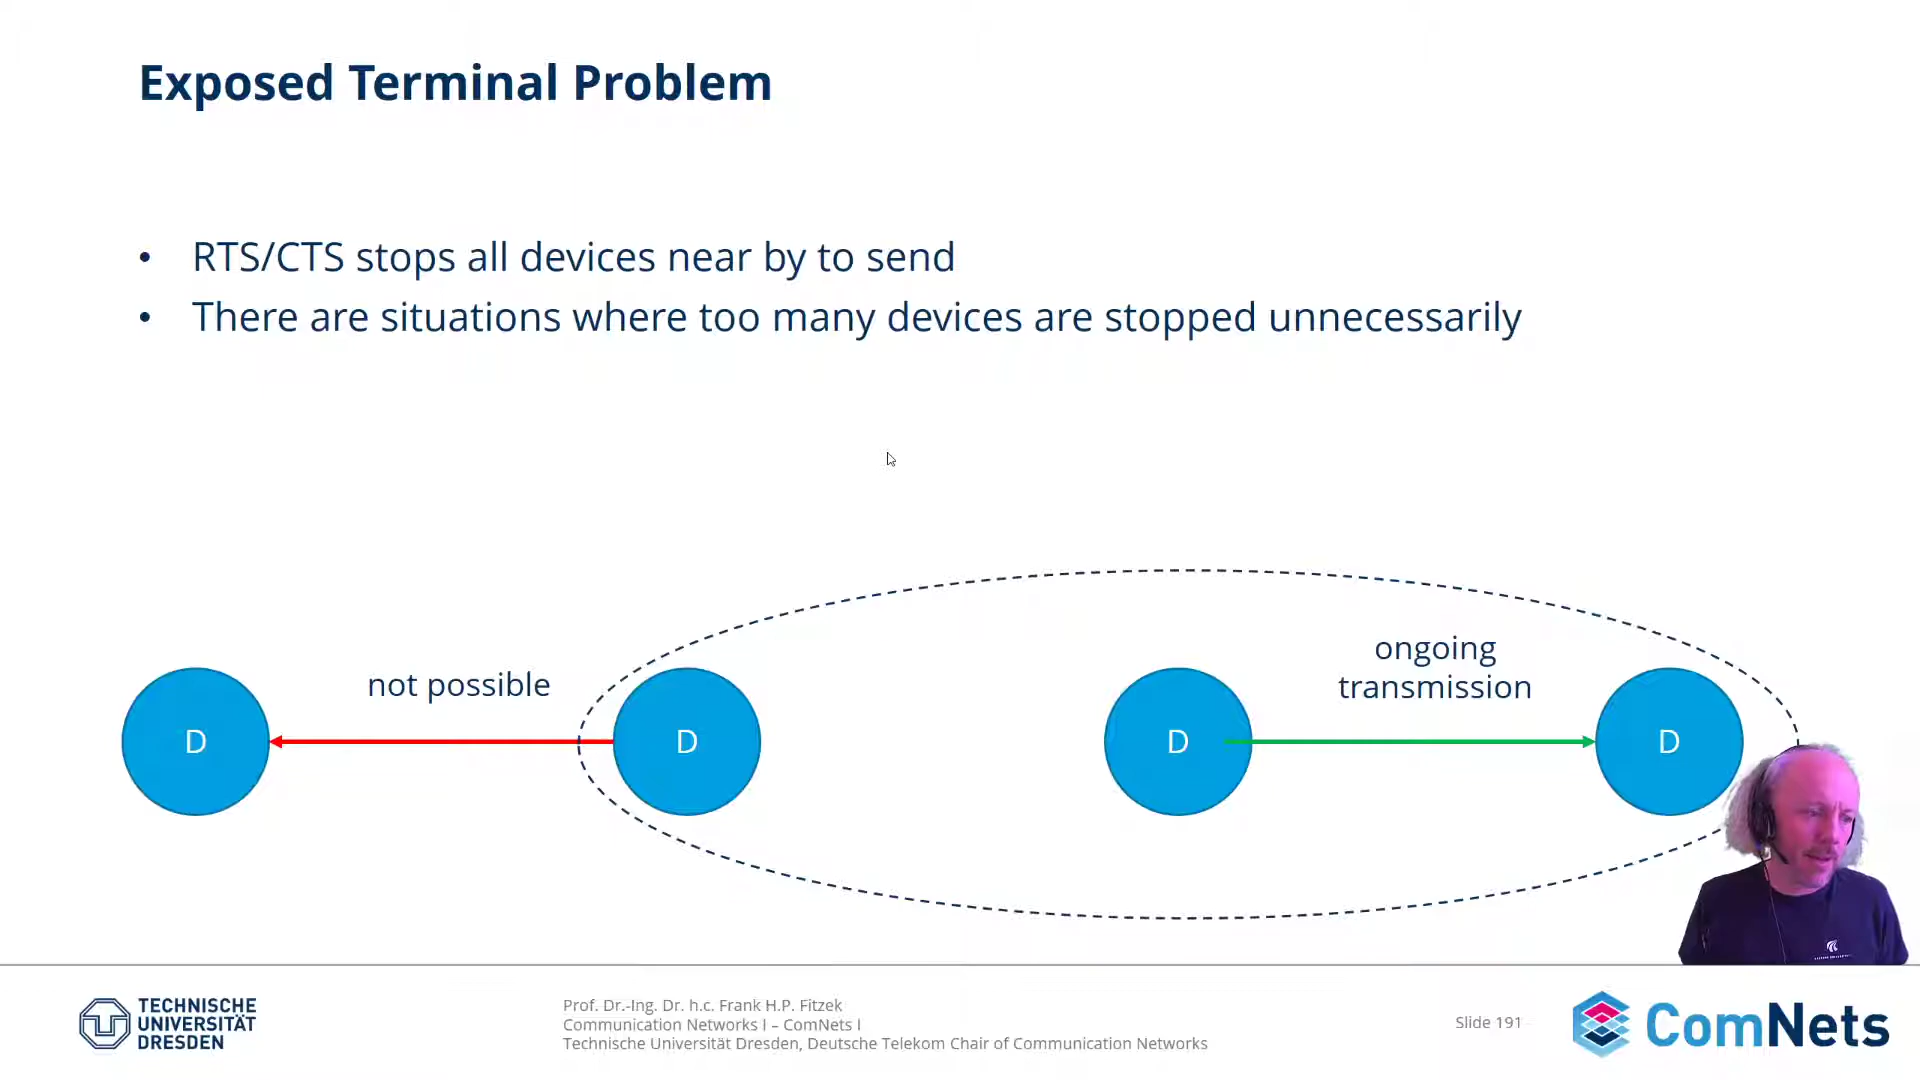 Exposed Terminal Problem
• RTS/CTS stops all devices near by to send
• There are situations where too many devices are stopped unnecessarily
not possible
ongoing
transmission
D
D
D
D
TECHNISCHE
UNIVERSITÄT
DRESDEN
Prof. Dr.-Ing. Dr. h.c. Frank H.P. Fitzek
Communication Networks I – ComNets I
Technische Universität Dresden, Deutsche Telekom Chair of Communication Networks
Slide 191
ComNets